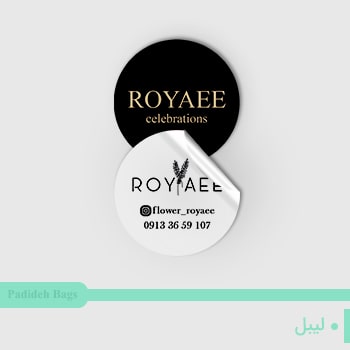 ROYAEE
celebrations
ROYAEE
flower_royaee
0913 36 59 107
Padideh Bags
لیبل